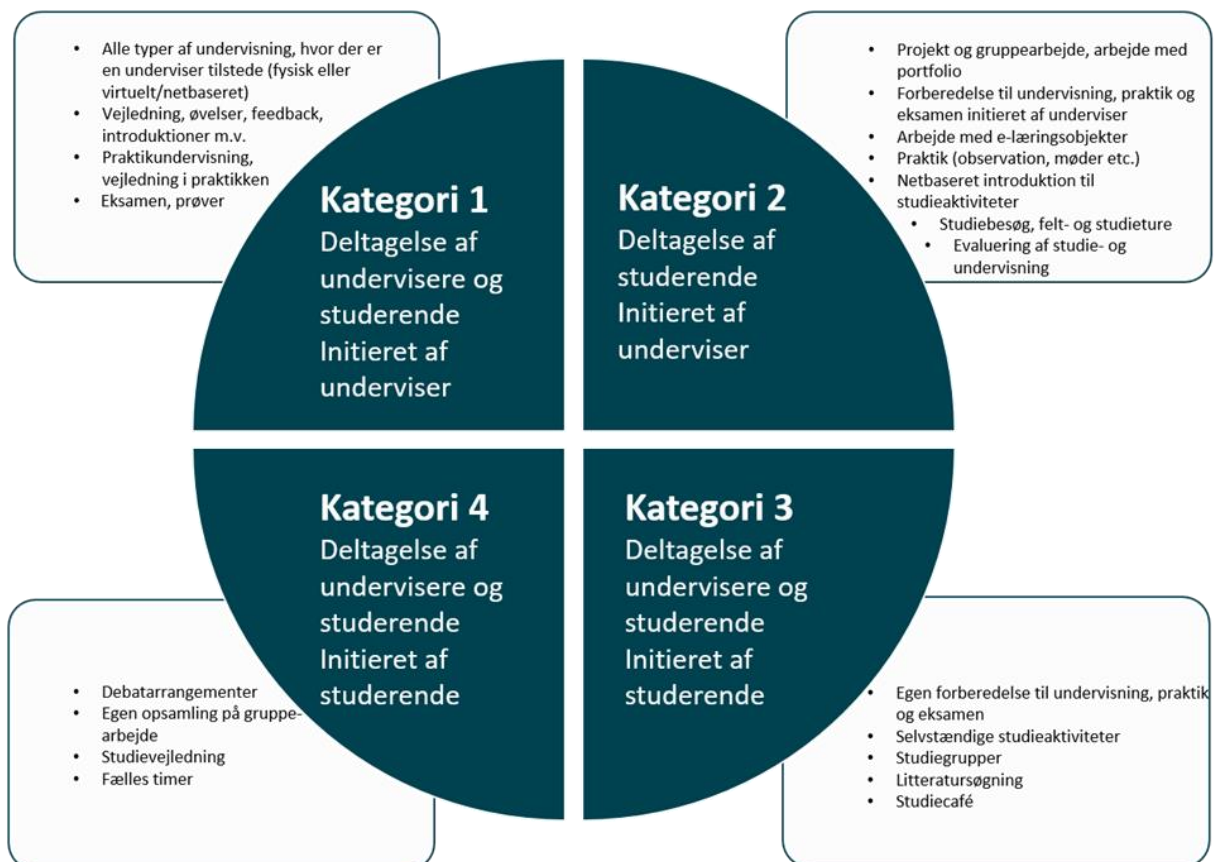 • Alle typer af undervisning, hvor der er
en underviser tilstede (fysisk eller
virtuelt/netbaseret)
• Vejledning, øvelser, feedback,
introduktioner m.v.
• Praktikundervisning,
vejledning i praktikken
• Eksamen, prøver
• Projekt og gruppearbejde, arbejde med
portfolio
• Forberedelse til undervisning, praktik og
eksamen initieret af underviser
• Arbejde med e-læringsobjekter
• Praktik (observation, møder etc.)
• Netbaseret introduktion til
studieaktiviteter
• Studiebesøg, felt- og studieture
• Evaluering af studie- og
undervisning
Kategori 1
Deltagelse af
undervisere og
studerende
Initieret af
underviser
Kategori 2
Deltagelse af
studerende
Initieret af
underviser
Kategori 4
Deltagelse af
undervisere og
studerende
Initieret af
studerende
Kategori 3
Deltagelse af
undervisere og
studerende
Initieret af
studerende
• Debatarrangementer
• Egen opsamling på gruppe-
arbejde
• Studievejledning
• Fælles timer
• Egen forberedelse til undervisning, praktik
og eksamen
• Selvstændige studieaktiviteter
• Studiegrupper
• Litteratursøgning
• Studiecafé